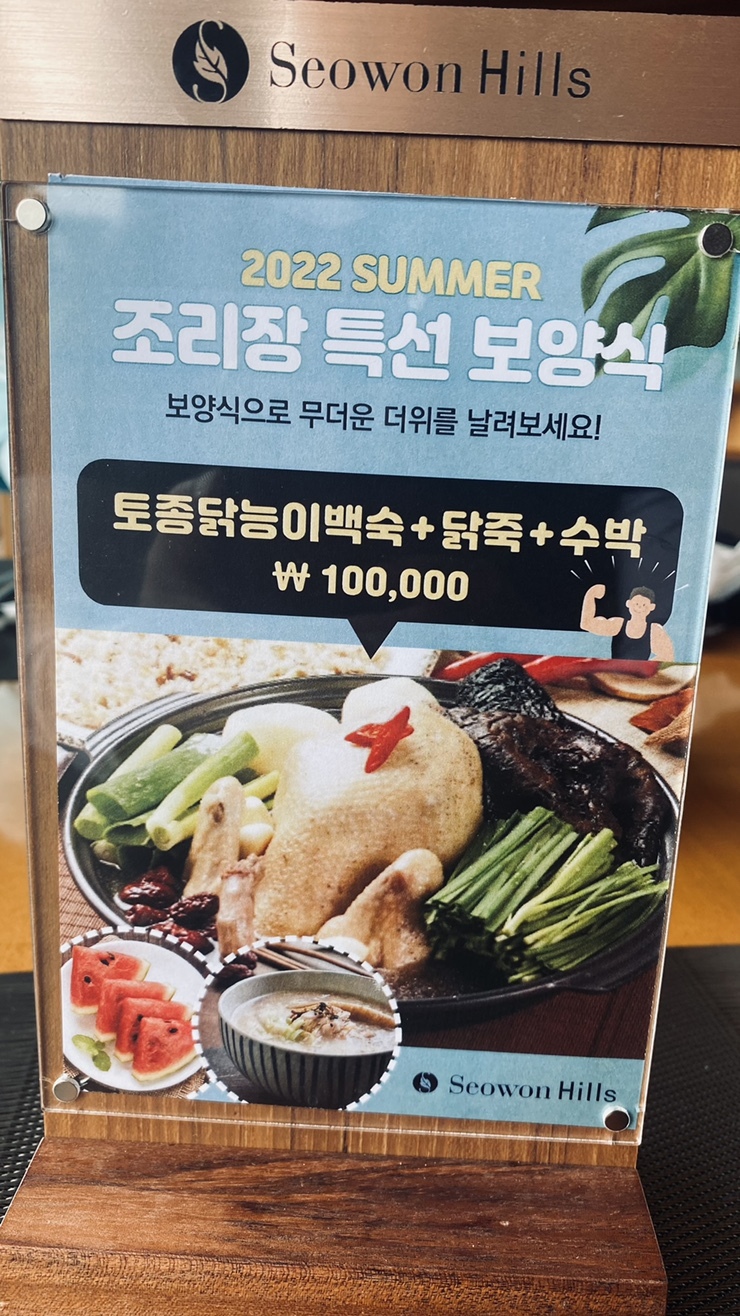 Seowon Hills
2022 SUMMER
조리장 특선 보양식
보양식으로 무더운 더위를 날려보세요!
토종닭능이백숙+닭죽+수박
₩ 100,000
Seowon Hills